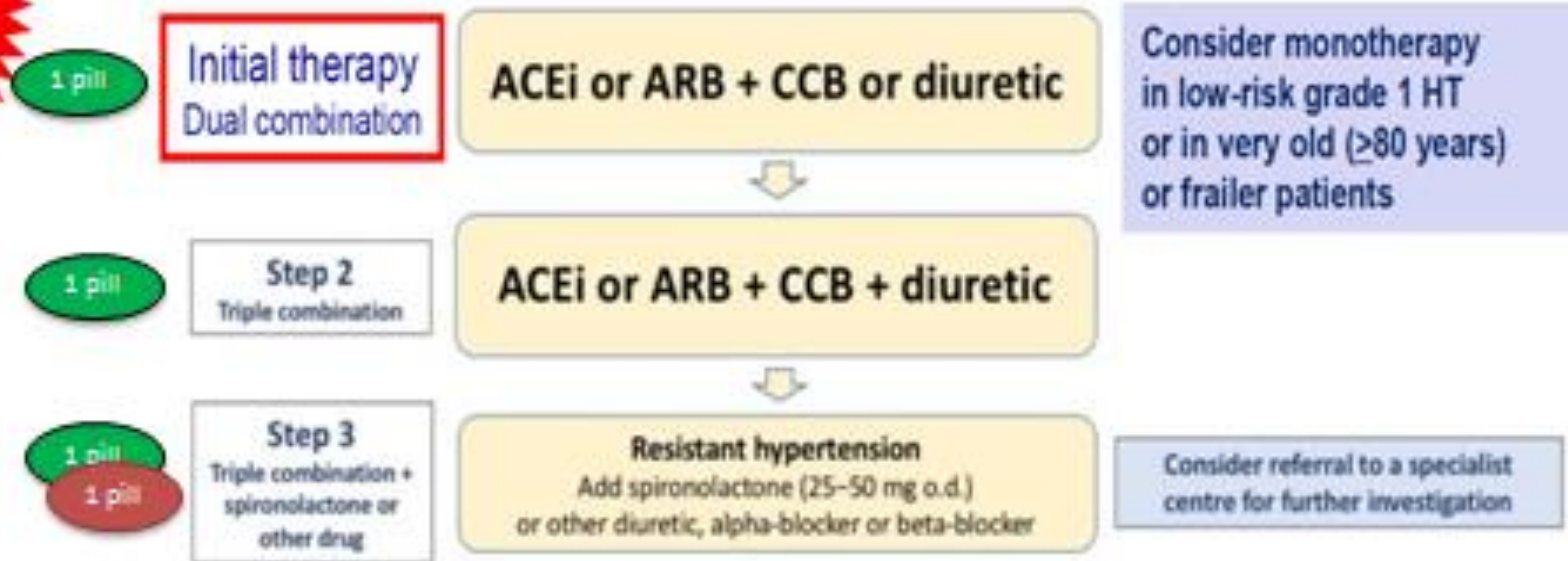 1 pill
Initial therapy
Dual combination
ACEi or ARB + CCB or diuretic
Consider monotherapy
in low-risk grade 1 HT
or in very old (≥80 years)
or frailer patients
1 pill
Step 2
Triple combination
ACEi or ARB + CCB + diuretic
1 pill
1 pill
Step 3
Triple combination +
spironolactone or
other drug
Resistant hypertension
Add spironolactone (25–50 mg o.d.)
or other diuretic, alpha-blocker or beta-blocker
Consider referral to a specialist
centre for further investigation